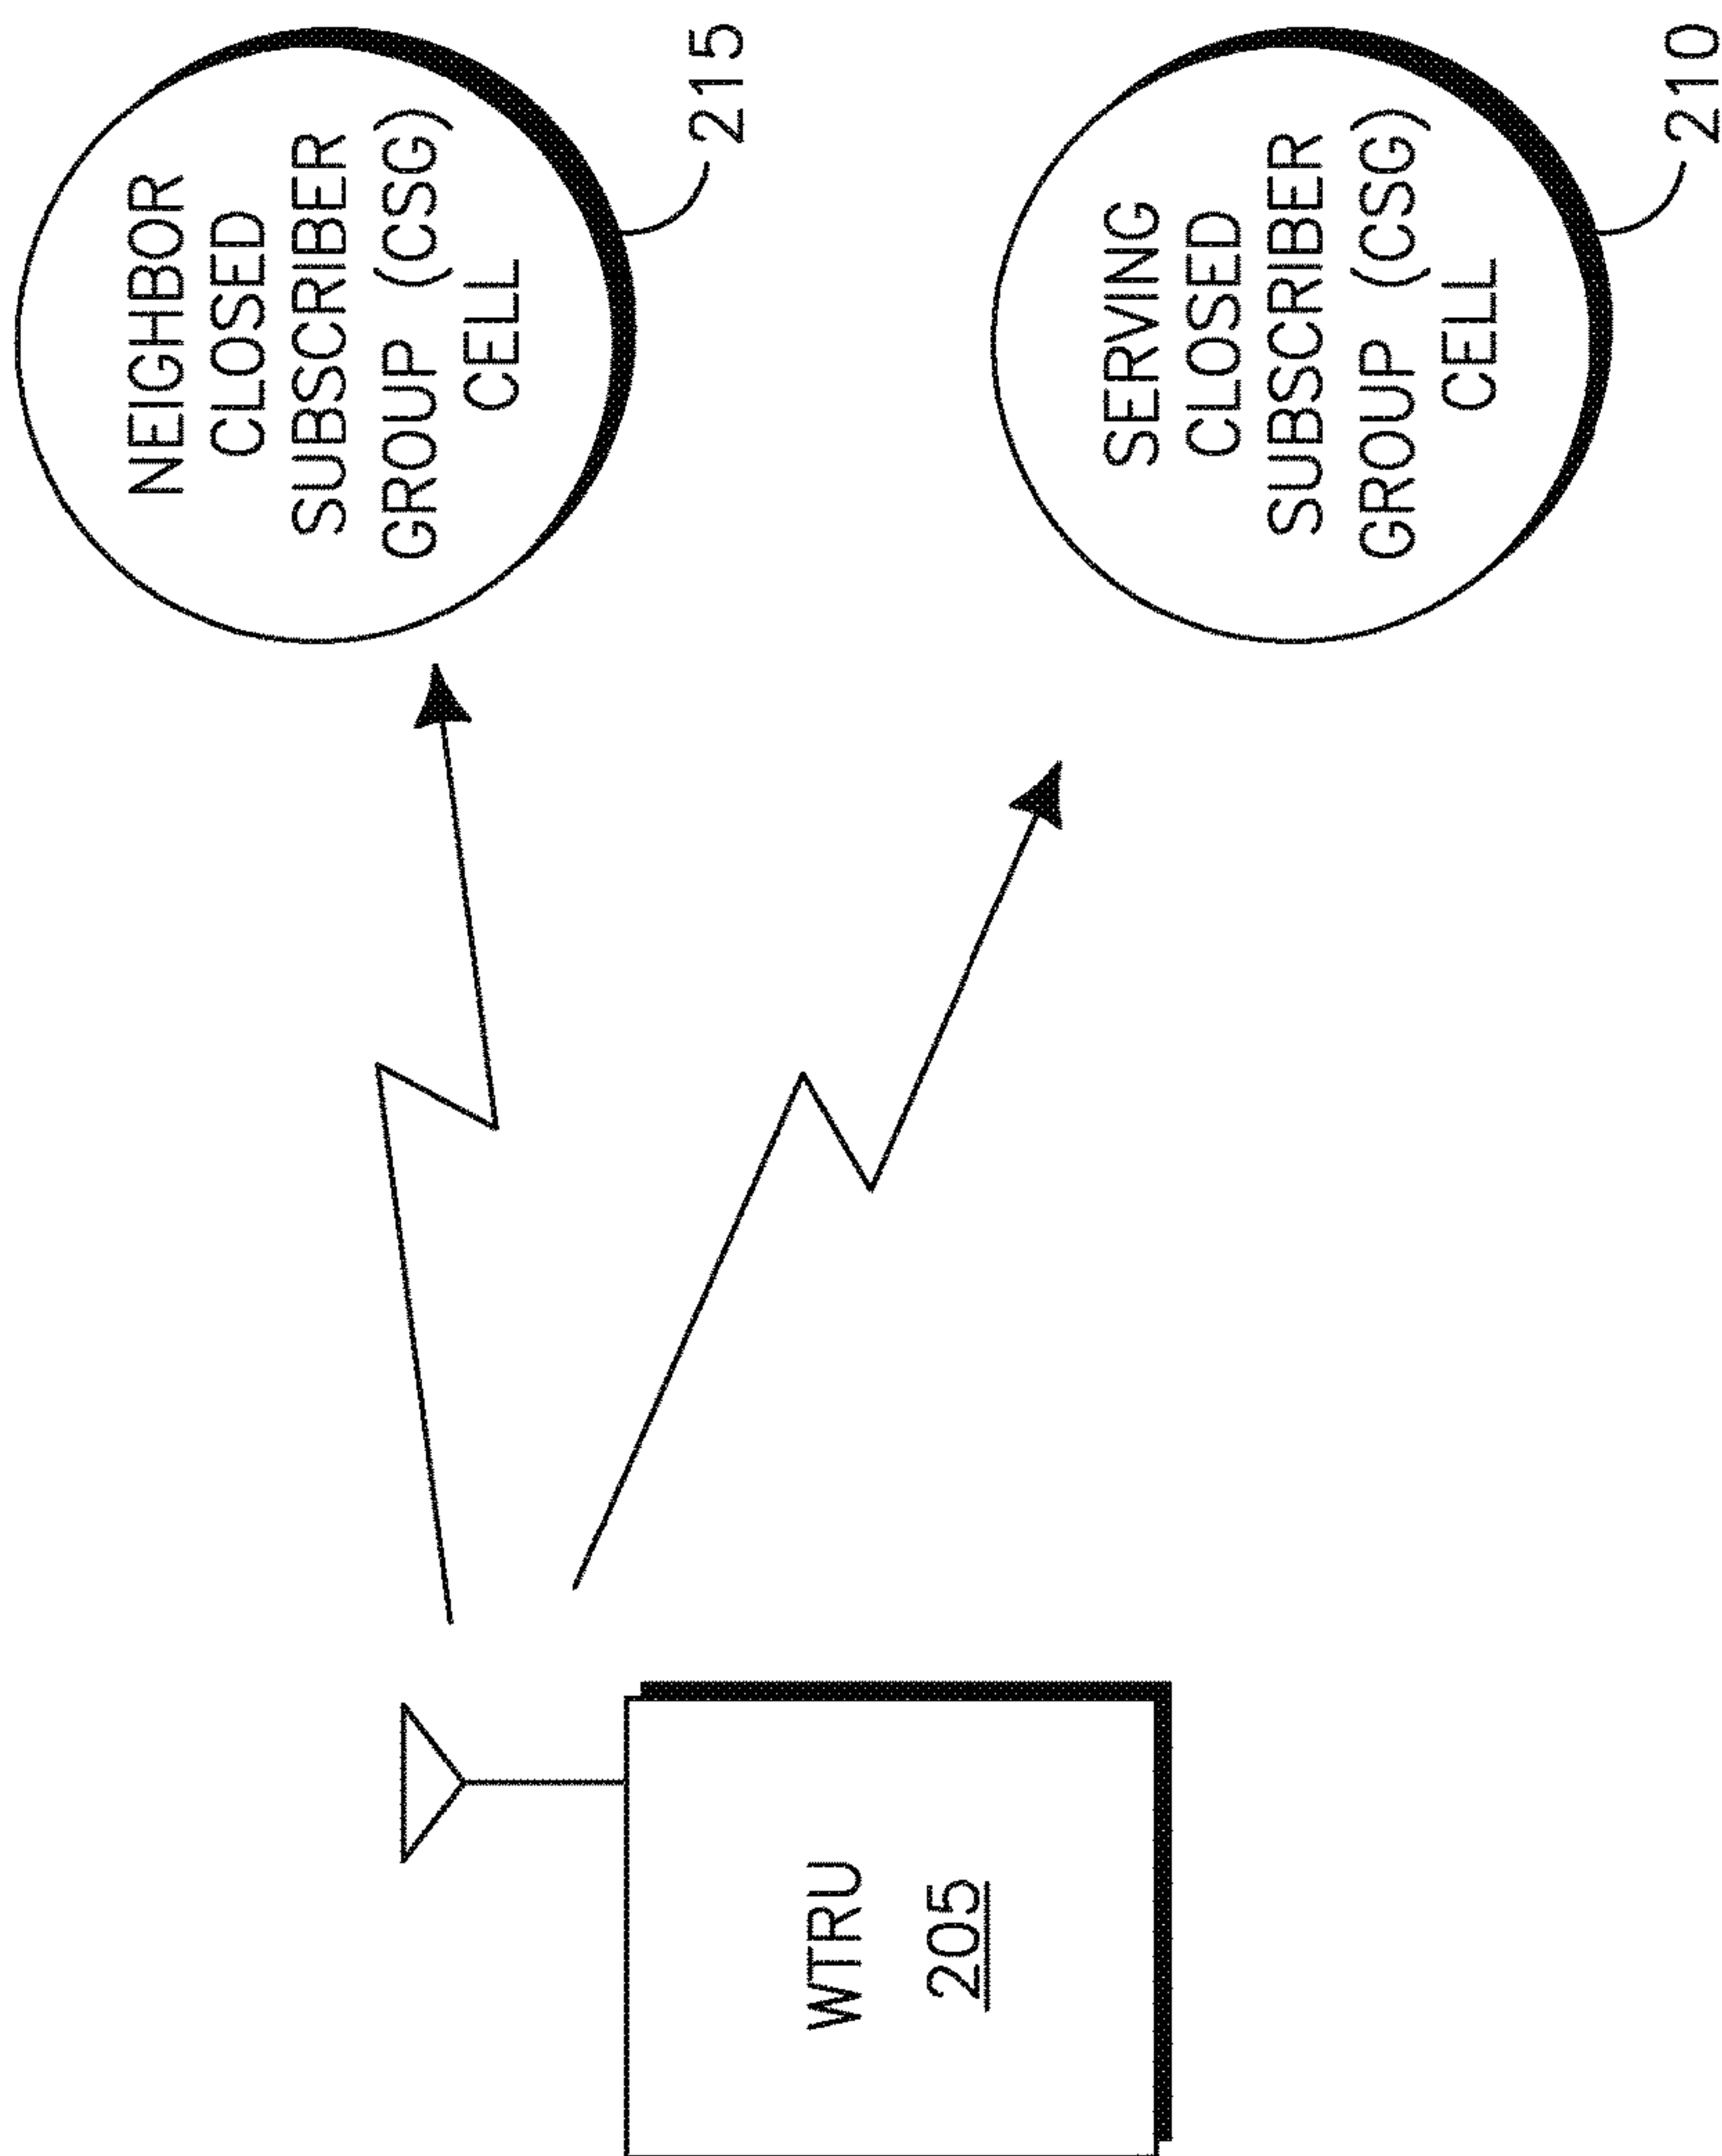 NEIGHBOR
CLOSED
SUBSCRIBER
GROUP (CSG)
CELL
215
WTRU
205
SERVING
CLOSED
SUBSCRIBER
GROUP (CSG)
CELL
210